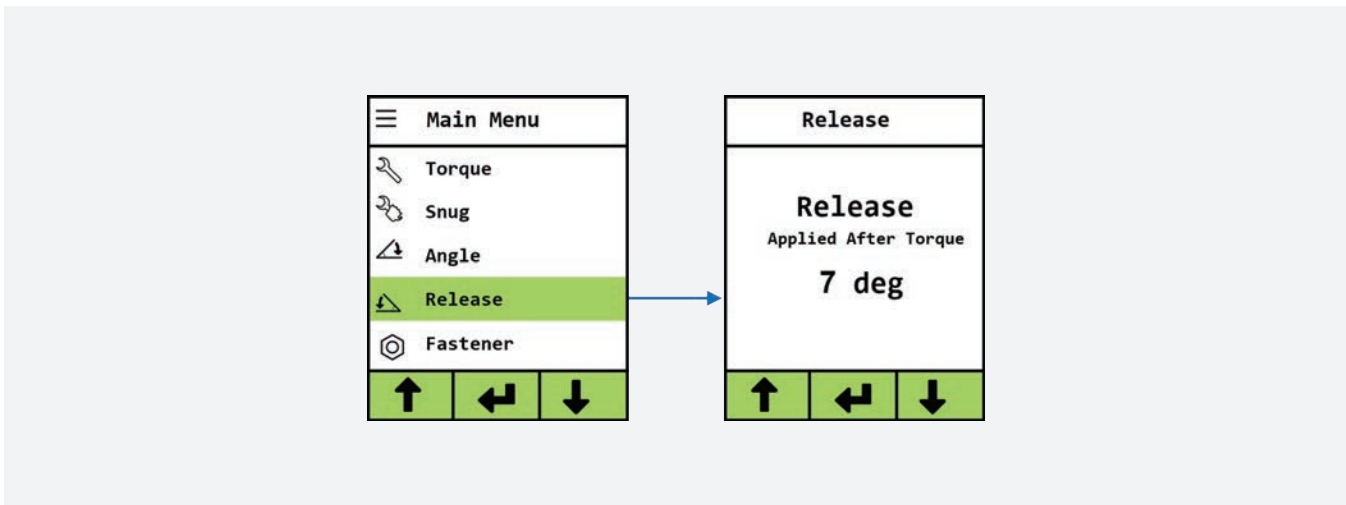 Main Menu
Torque
Snug
Angle
Release
Fastener
Release
Release
Applied After Torque
7 deg